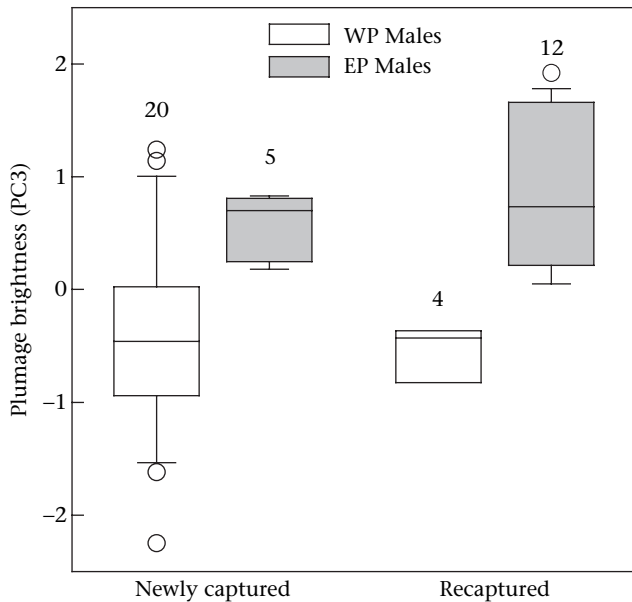 WP Males
EP Males
Plumage brightness (PC3)
2
1
0
−1
−2
20
5
4
12
Newly captured
Recaptured